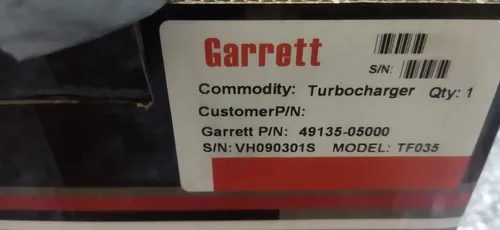 Garrett
S/N:
Commodity: Turbocharger Qty: 1
CustomerP/N:
Garrett P/N: 49135-05000
S/N: VH090301S MODEL: TF035